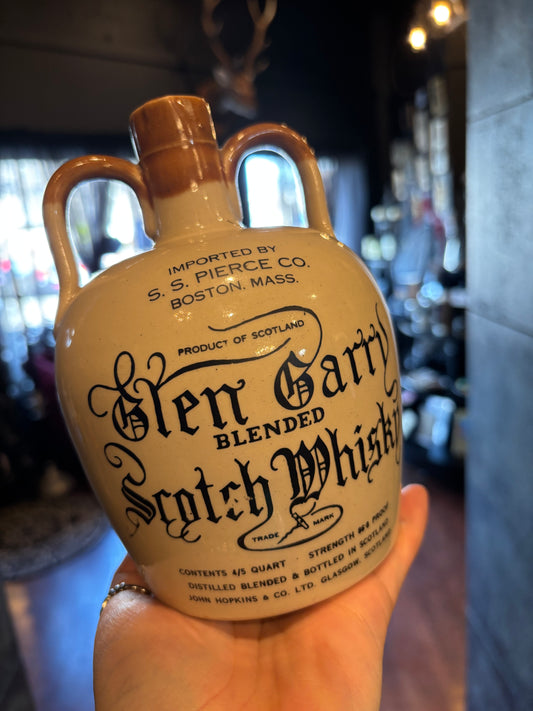 IMPORTED BY
S. S. PIERCE CO.
BOSTON, MASS.
PRODUCT OF SCOTLAND
Glen Garry
BLENDED
Scotch Whisky
TRADE MARK
CONTENTS 4/5 QUART STRENGTH 86·8 PROOF
DISTILLED BLENDED & BOTTLED IN SCOTLAND
JOHN HOPKINS & CO. LTD. GLASGOW, SCOTLAND